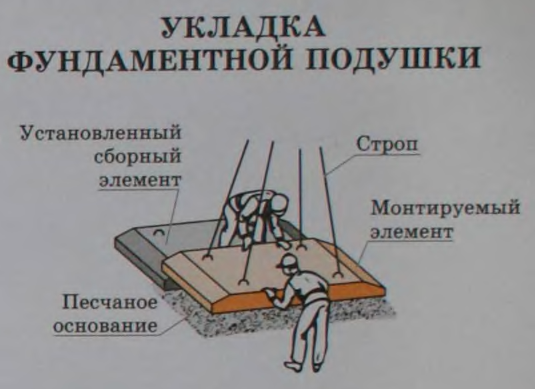 УКЛАДКА
ФУНДАМЕНТНОЙ ПОДУШКИ
Установленный
сборный
элемент
Строп
Монтируемый
элемент
Песчаное
основание